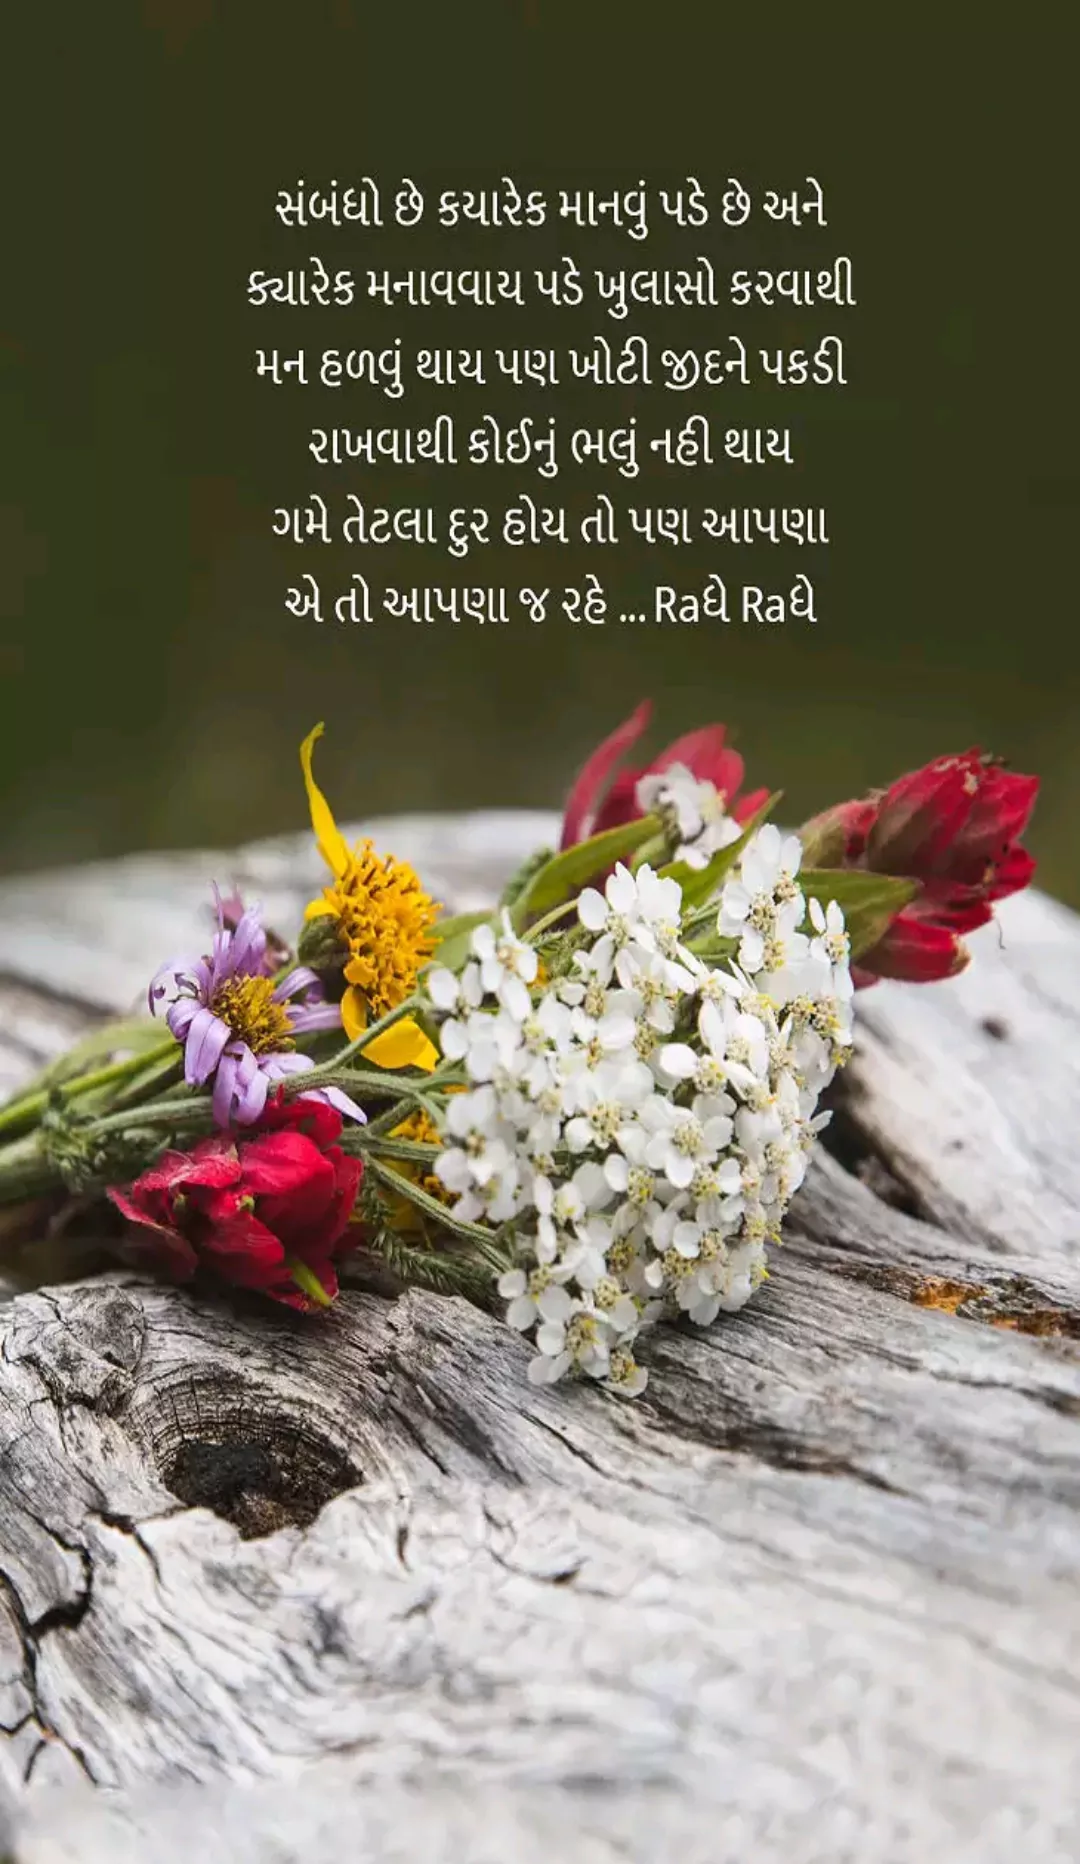 સંબંધો છે કયારેક માનવું પડે છે અને
ક્યારેક મનાવવાય પડે ખુલાસો કરવાથી
મન હળવું થાય પણ ખોટી જીદને પકડી
રાખવાથી કોઈનું ભલું નહી થાય
ગમે તેટલા દુર હોય તો પણ આપણા
એ તો આપણા જ રહે ... Raધે Raધે